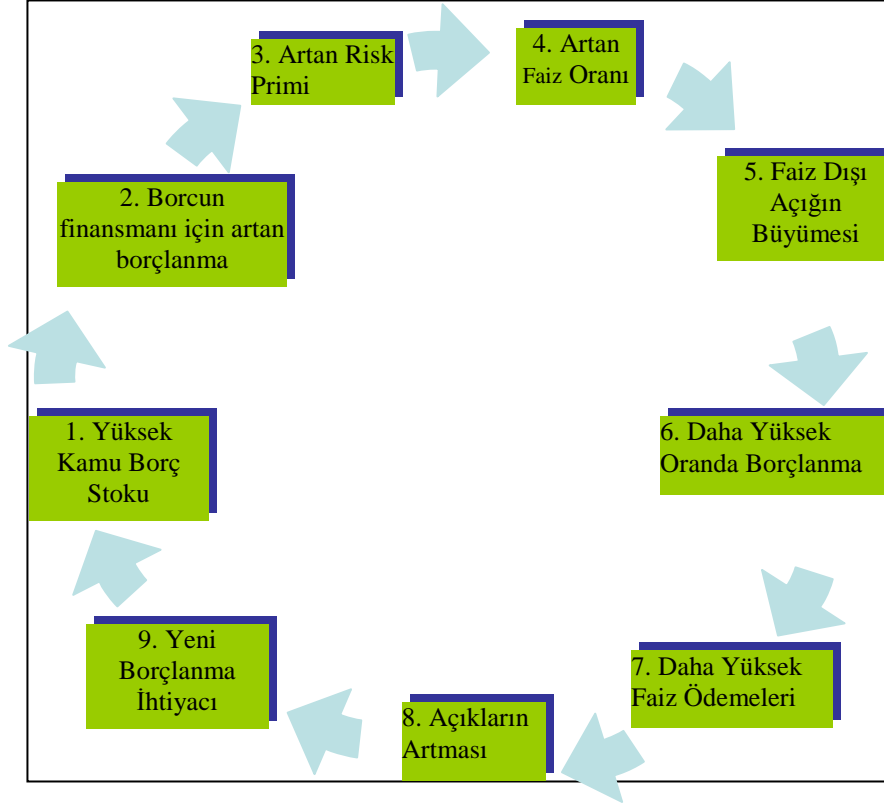 1. Yüksek
Kamu Borç
Stoku
2. Borcun
finansmanı için artan
borçlanma
3. Artan Risk
Primi
4. Artan
Faiz Oranı
5. Faiz Dışı
Açığın
Büyümesi
6. Daha Yüksek
Oranda Borçlanma
7. Daha Yüksek
Faiz Ödemeleri
8. Açıkların
Artması
9. Yeni
Borçlanma
İhtiyacı